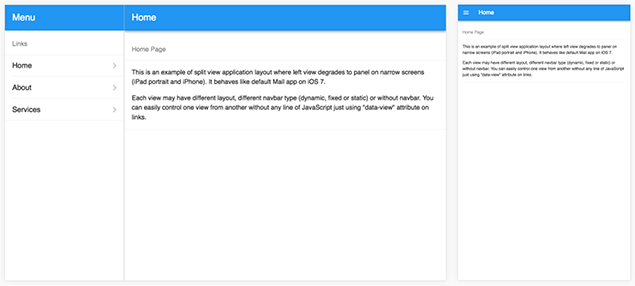 Menu
Links
Home
About
Services
Home
Home Page
This is an example of split view application layout where left view degrades to panel on narrow screens
(iPad portrait and iPhone). It behaves like default Mail app on iOS 7.
Each view may have different layout, different navbar type (dynamic, fixed or static) or without navbar. You
can easily control one view from another without any line of JavaScript just using "data-view" attribute on
links.
Home
Home Page
This is an example of split view application layout where left view degrades to panel on
narrow screens (iPad portrait and iPhone). It behaves like default Mail app on iOS 7.
Each view may have different layout, different navbar type (dynamic, fixed or static) or
without navbar. You can easily control one view from another without any line of JavaScript
just using "data-view" attribute on links.